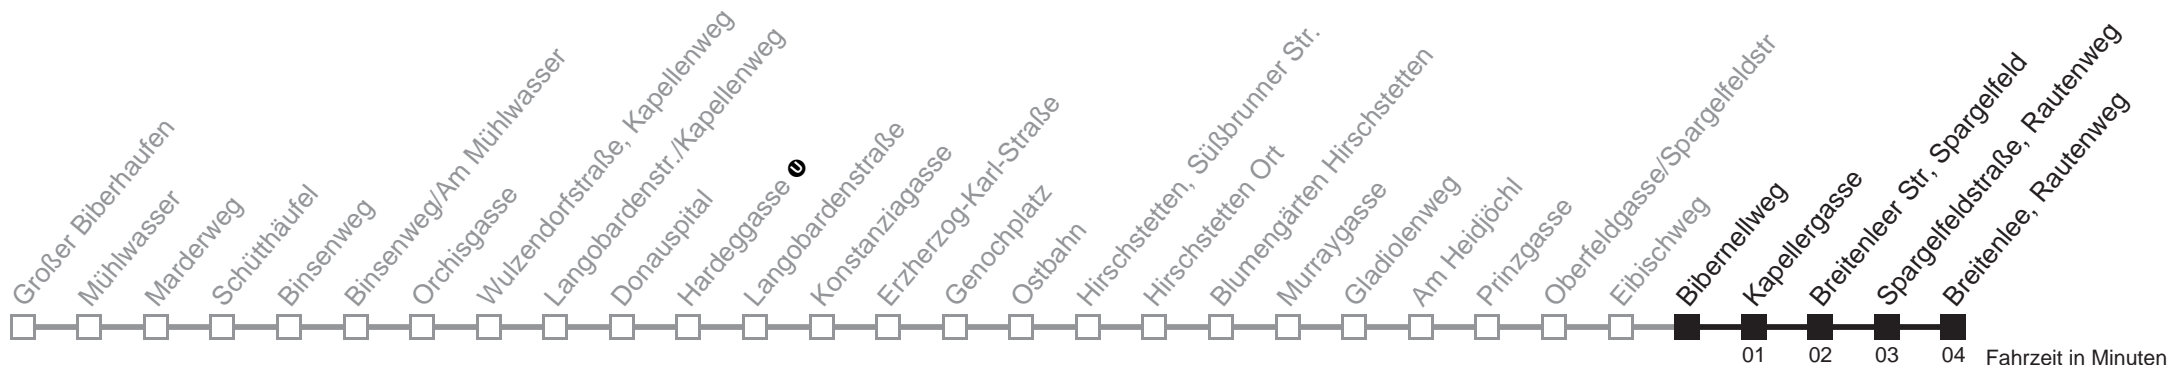 Großer Biberhaufen
Mühlwasser
Marderweg
Schütthäufel
Binsenweg
Binsenweg/Am Mühlwasser
Orchisgasse
Wulzendorfstraße, Kapellenweg
Langobardenstr./Kapellenweg
Donauspital
Hardeggasse U
Langobardenstraße
Konstanziagasse
Erzherzog-Karl-Straße
Genochplatz
Ostbahn
Hirschstetten, Süßbrunner Str.
Hirschstetten Ort
Blumengärten Hirschstetten
Murraygasse
Gladiolenweg
Am Heidjöchl
Prinzgasse
Oberfeldgasse/Spargelfeldstr
Eibischweg
Bibernellweg
Kapellergasse
Breitenleer Str, Spargelfeld
Spargelfeldstraße, Rautenweg
Breitenlee, Rautenweg
01 02 03 04 Fahrzeit in Minuten